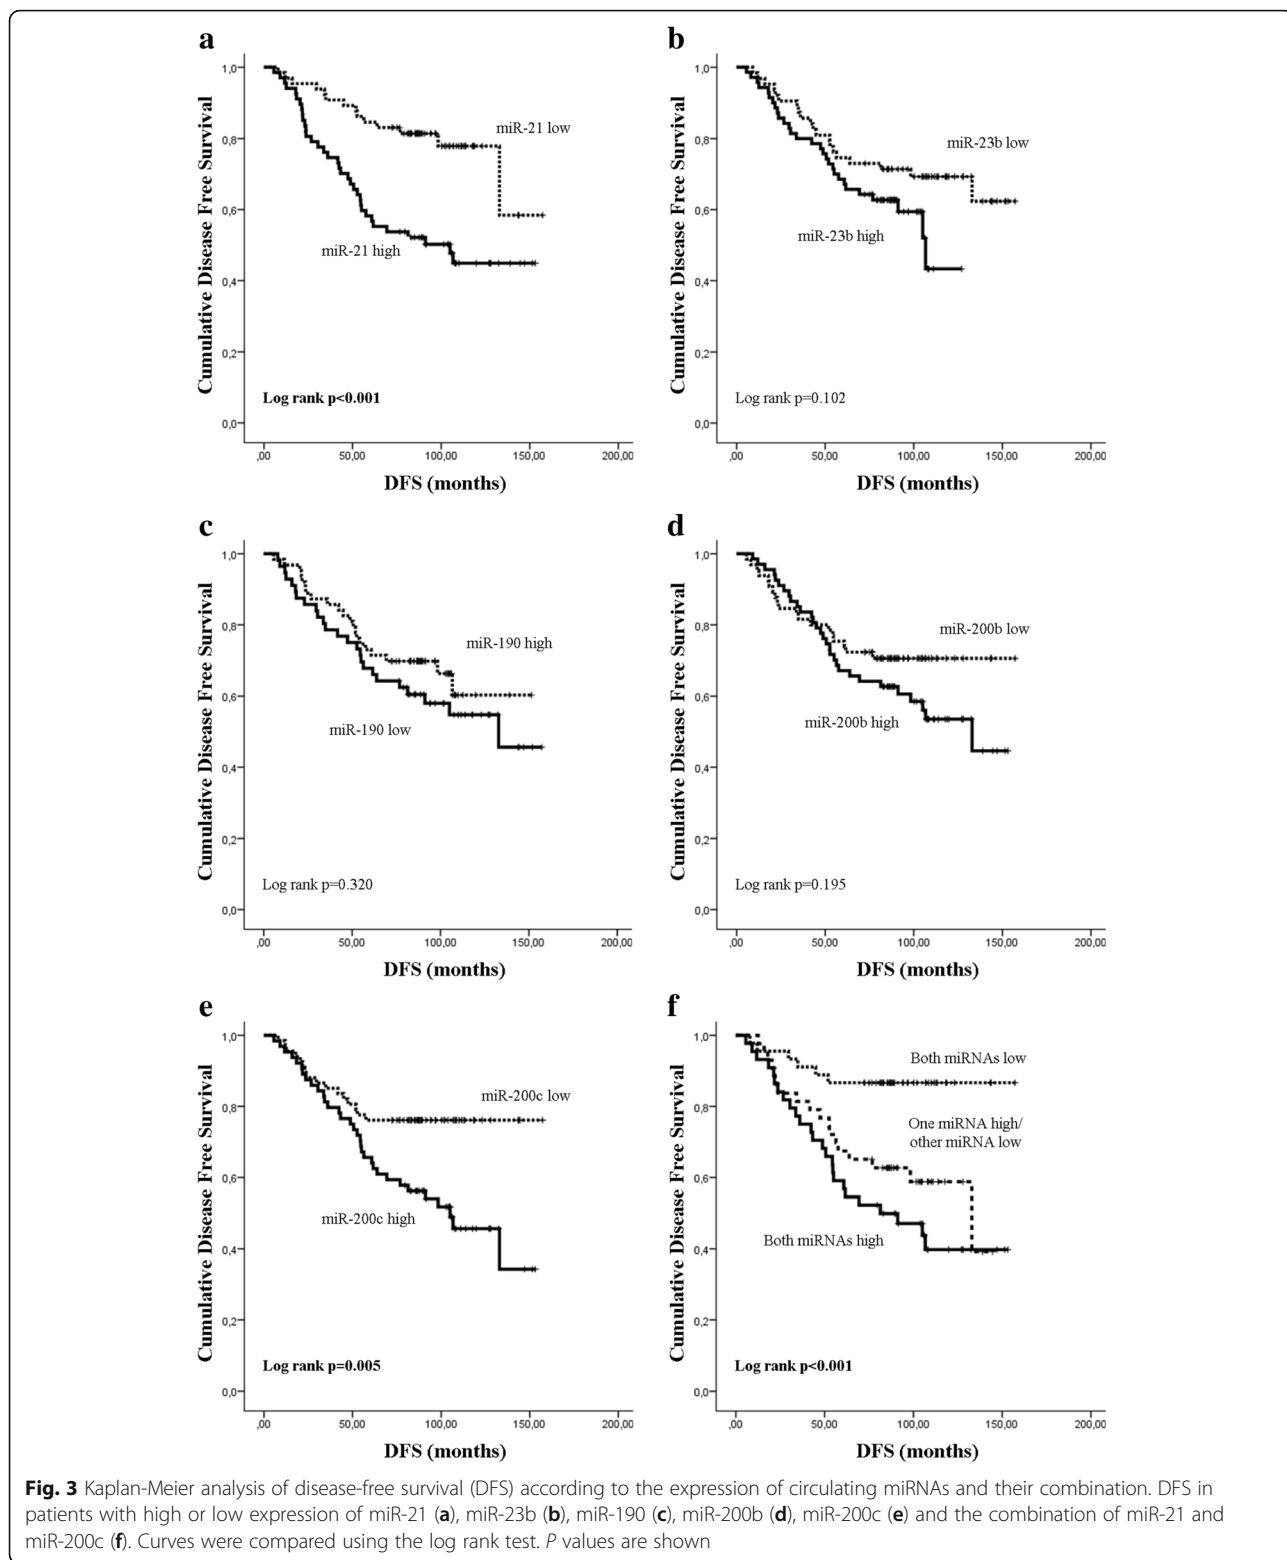 a
Cumulative Disease Free Survival
1,0
0,8
0,6
0,4
0,2
0,0
miR-21 low
miR-21 high
Log rank p<0.001
,00 50,00 100,00 150,00 200,00
DFS (months)
b
Cumulative Disease Free Survival
1,0
0,8
0,6
0,4
0,2
0,0
miR-23b low
miR-23b high
Log rank p=0.102
,00 50,00 100,00 150,00 200,00
DFS (months)
c
Cumulative Disease Free Survival
1,0
0,8
0,6
0,4
0,2
0,0
miR-190 high
miR-190 low
Log rank p=0.320
,00 50,00 100,00 150,00 200,00
DFS (months)
d
Cumulative Disease Free Survival
1,0
0,8
0,6
0,4
0,2
0,0
miR-200b low
miR-200b high
Log rank p=0.195
,00 50,00 100,00 150,00 200,00
DFS (months)
e
Cumulative Disease Free Survival
1,0
0,8
0,6
0,4
0,2
0,0
miR-200c low
miR-200c high
Log rank p=0.005
,00 50,00 100,00 150,00 200,00
DFS (months)
f
Cumulative Disease Free Survival
1,0
0,8
0,6
0,4
0,2
0,0
Both miRNAs low
One miRNA high/
other miRNA low
Both miRNAs high
Log rank p<0.001
,00 50,00 100,00 150,00 200,00
DFS (months)
Fig. 3 Kaplan-Meier analysis of disease-free survival (DFS) according to the expression of circulating miRNAs and their combination. DFS in
patients with high or low expression of miR-21 (a), miR-23b (b), miR-190 (c), miR-200b (d), miR-200c (e) and the combination of miR-21 and
miR-200c (f). Curves were compared using the log rank test. P values are shown